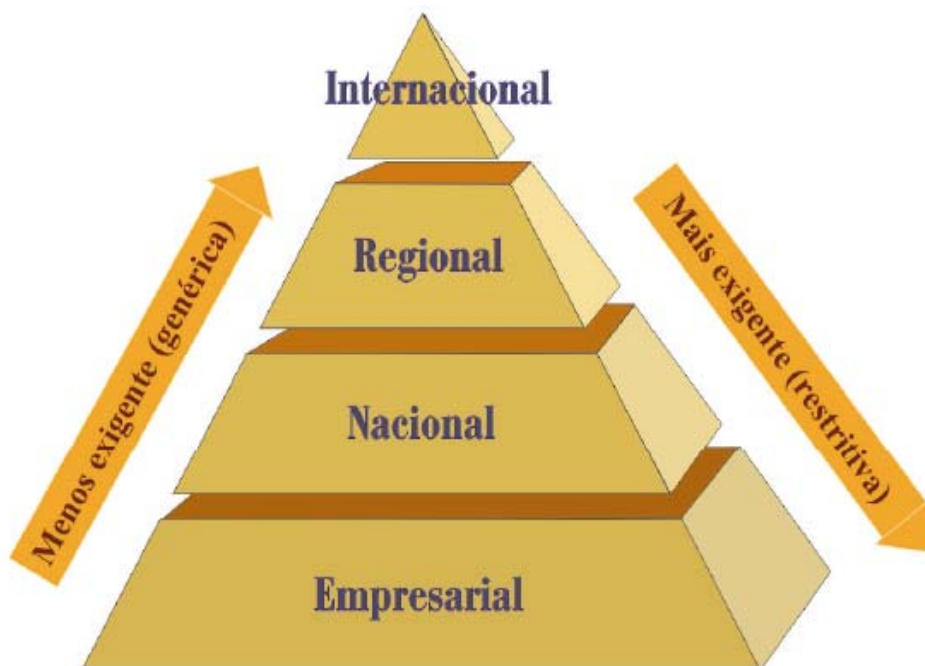 Internacional
Regional
Nacional
Empresarial
Menos exigente (genérica)
Mais exigente (restritiva)